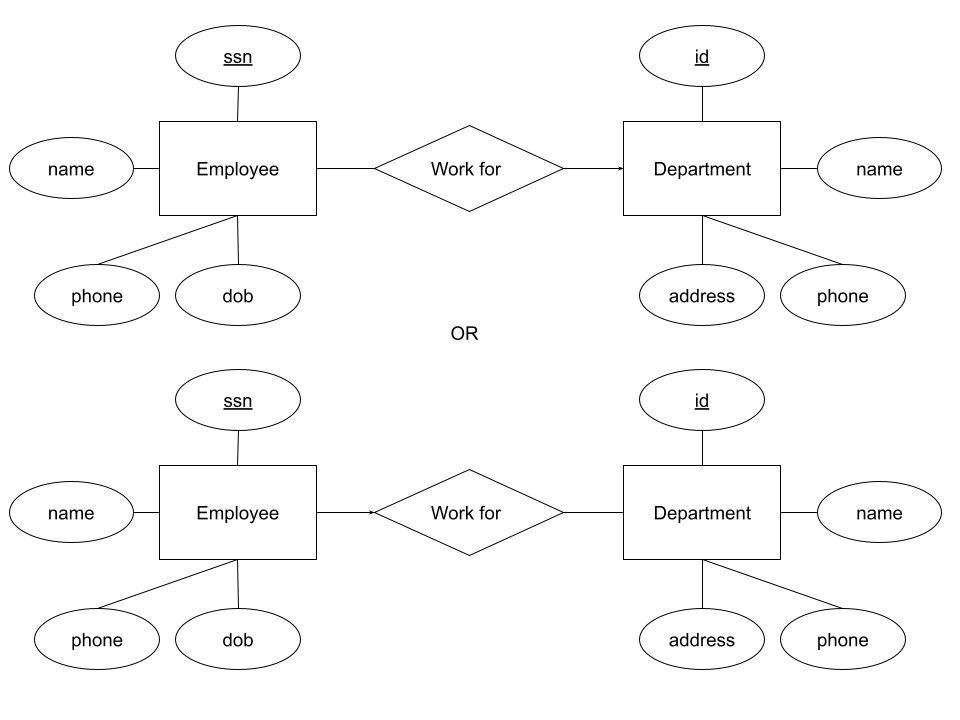 ssn
id
name
Employee
Work for
Department
name
phone
dob
address
phone
OR
ssn
id
name
Employee
Work for
Department
name
phone
dob
address
phone